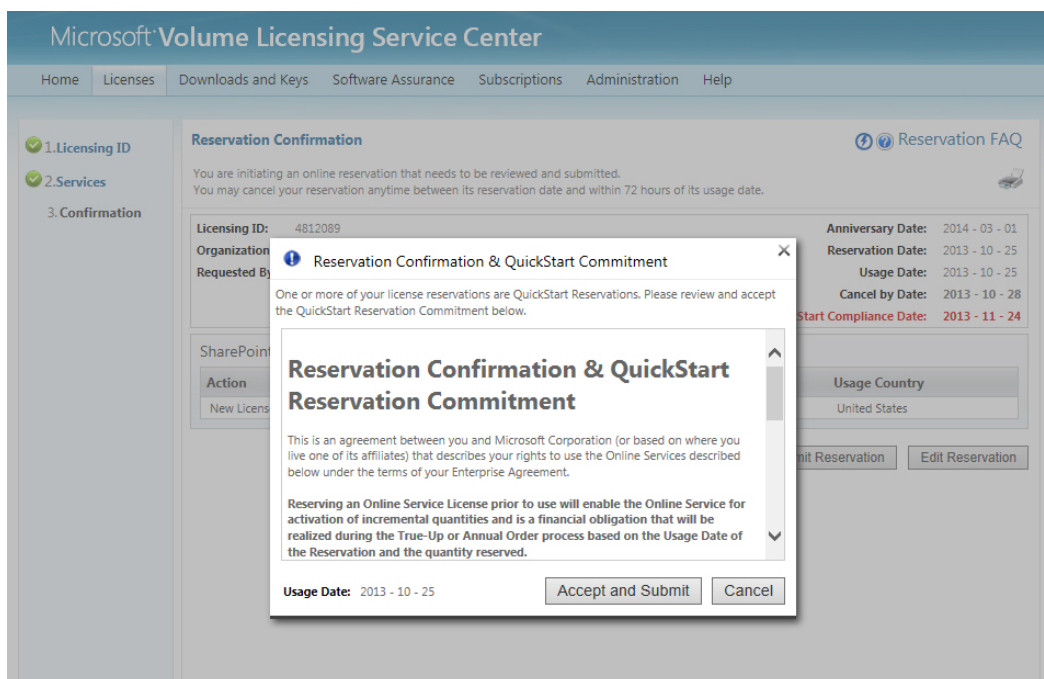 Microsoft Volume Licensing Service Center
Home Licenses Downloads and Keys Software Assurance Subscriptions Administration Help
1.Licensing ID
2.Services
3. Confirmation
Reservation Confirmation
Reservation FAQ
You are initiating an online reservation that needs to be reviewed and submitted.
You may cancel your reservation anytime between its reservation date and within 72 hours of its usage date.
Licensing ID: 4812089
Organization
Requested By
Anniversary Date: 2014 - 03 - 01
Reservation Date: 2013 - 10 - 25
Usage Date: 2013 - 10 - 25
Cancel by Date: 2013 - 10 - 28
Start Compliance Date: 2013 - 11 - 24
SharePoint
Action Usage Country
New Licens United States
mit Reservation Edit Reservation
Reservation Confirmation & QuickStart Commitment
One or more of your license reservations are QuickStart Reservations. Please review and accept
the QuickStart Reservation Commitment below.
Reservation Confirmation & QuickStart
Reservation Commitment
This is an agreement between you and Microsoft Corporation (or based on where you
live one of its affiliates) that describes your rights to use the Online Services described
below under the terms of your Enterprise Agreement.
Reserving an Online Service License prior to use will enable the Online Service for
activation of incremental quantities and is a financial obligation that will be
realized during the True-Up or Annual Order process based on the Usage Date of
the Reservation and the quantity reserved.
Usage Date: 2013 - 10 - 25
Accept and Submit Cancel